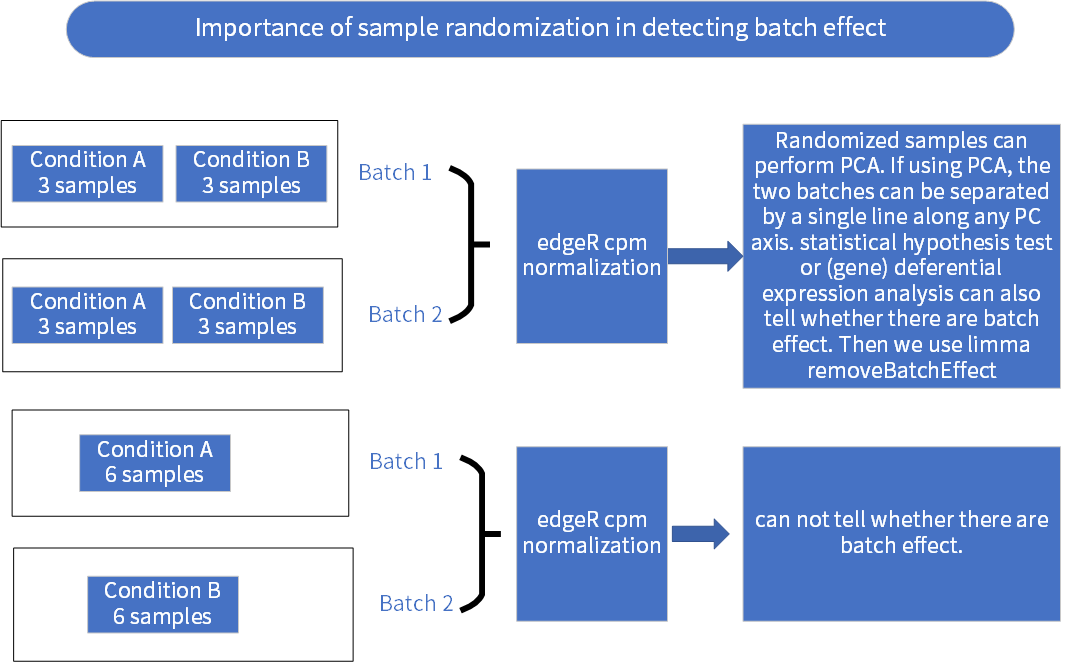 Importance of sample randomization in detecting batch effect
Condition A
3 samples
Condition B
3 samples
Batch 1
Condition A
3 samples
Condition B
3 samples
Batch 2
edgeR cpm
normalization
Randomized samples can
perform PCA. If using PCA, the
two batches can be separated
by a single line along any PC
axis. statistical hypothesis test
or (gene) deferential
expression analysis can also
tell whether there are batch
effect. Then we use limma
removeBatchEffect
Condition A
6 samples
Batch 1
Condition B
6 samples
Batch 2
edgeR cpm
normalization
can not tell whether there are
batch effect.